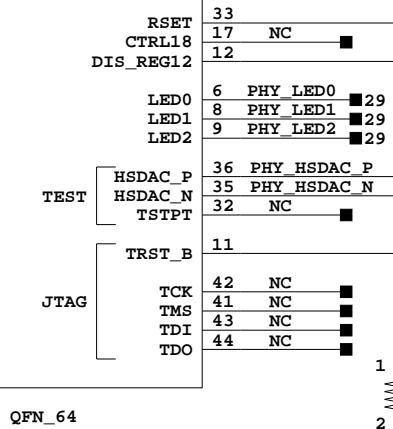 RSET 33
CTRL18 17 NC
DIS_REG12 12
LED0 6 PHY_LED0 29
LED1 8 PHY_LED1 29
LED2 9 PHY_LED2 29
HSDAC_P 36 PHY_HSDAC_P
TEST HSDAC_N 35 PHY_HSDAC_N
TSTPT 32 NC
TRST_B 11
TCK 42 NC
JTAG TMS 41 NC
TDI 43 NC
TDO 44 NC
1
QFN_64
2